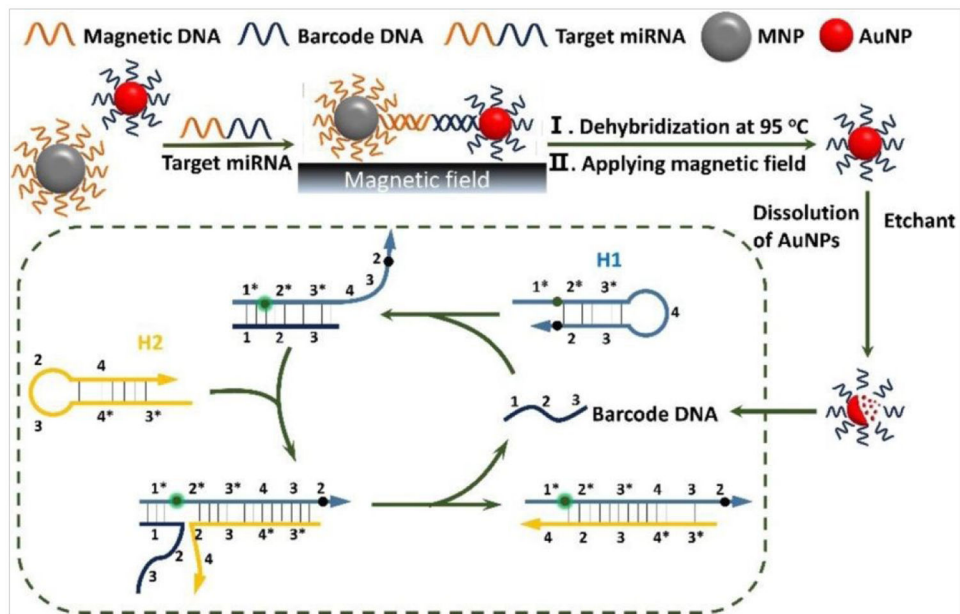 Magnetic DNA Barcode DNA Target miRNA MNP AuNP
Target miRNA
Magnetic field
I . Dehybridization at 95 °C
II. Applying magnetic field
Dissolution of AuNPs
Etchant
H1
1* 2* 3* 4 3 2
1 2 3
1* 2* 3*
2 3
4
H2
2 4
3 4* 3*
1 2 3
Barcode DNA
1* 2* 3* 4 3 2
1 2 3 4* 3*
3 2 4
1* 2* 3* 4 3 2
4 2 3 4* 3*